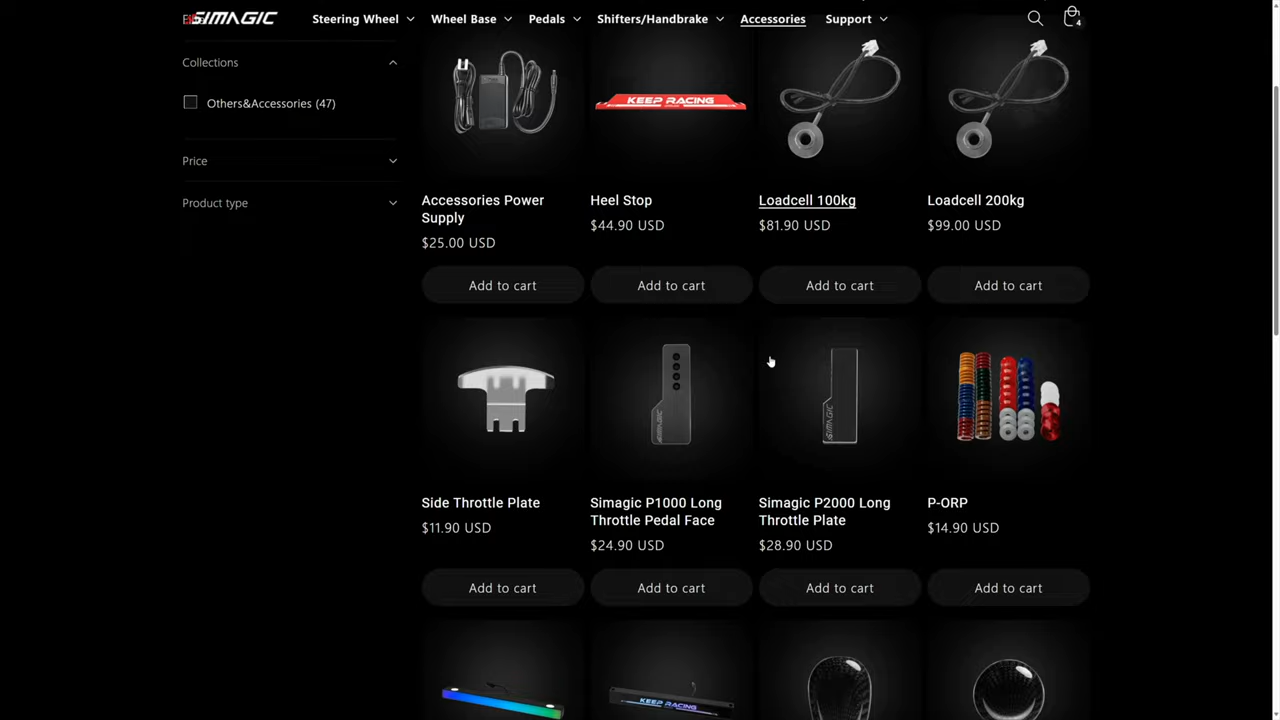 SIMAGIC
Steering Wheel
Wheel Base
Pedals
Shifters/Handbrake
Accessories
Support
4
Collections
Others&Accessories (47)
Price
Product type
KEEP RACING
Accessories Power
Supply
$25.00 USD
Heel Stop
$44.90 USD
Loadcell 100kg
$81.90 USD
Loadcell 200kg
$99.00 USD
Add to cart
Add to cart
Add to cart
Add to cart
SIMAGIC
SIMAGIC
Side Throttle Plate
$11.90 USD
Simagic P1000 Long
Throttle Pedal Face
$24.90 USD
Simagic P2000 Long
Throttle Plate
$28.90 USD
P-ORP
$14.90 USD
Add to cart
Add to cart
Add to cart
Add to cart
KEEP RACING